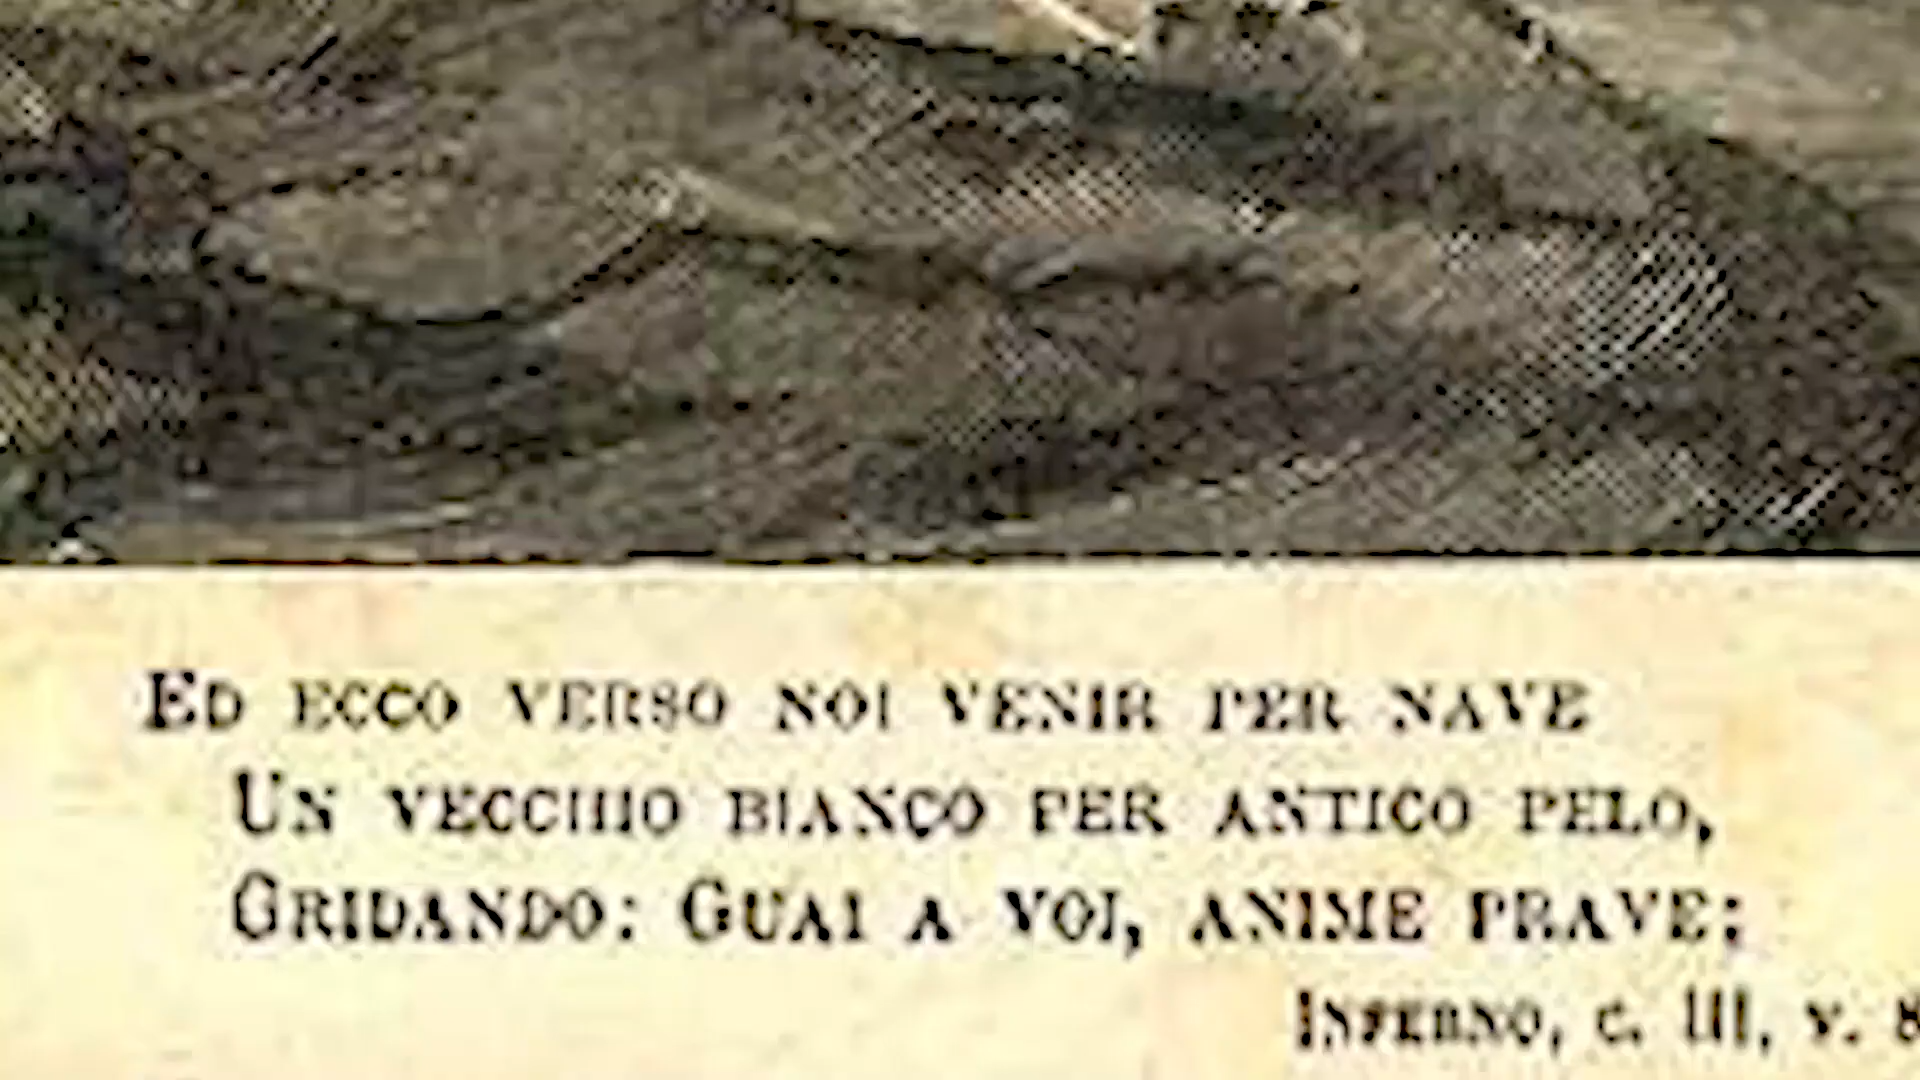 Ed ecco verso noi venir per nave
Un vecchio bianco per antico pelo,
Gridando: Guai a voi, anime prave;
Inferno, c. III, v. 8